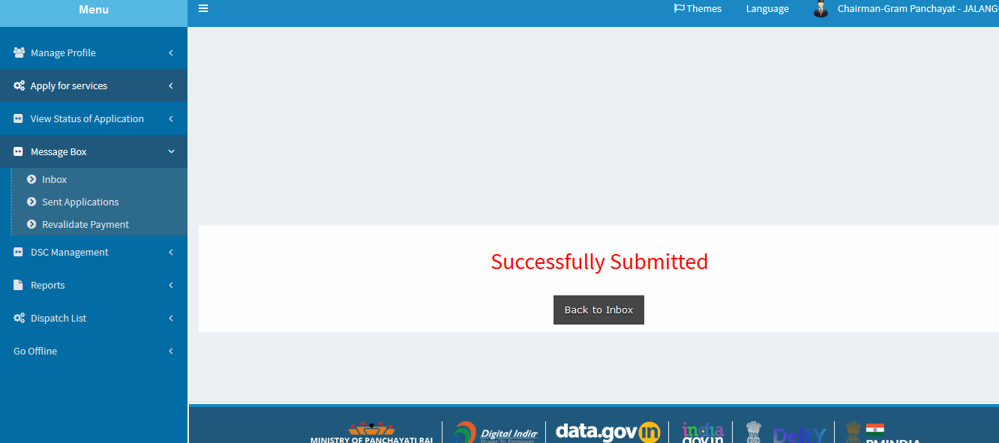 Menu
Themes
Language
Chairman-Gram Panchayat - JALANG
Manage Profile
Apply for services
View Status of Application
Message Box
Inbox
Sent Applications
Revalidate Payment
DSC Management
Reports
Dispatch List
Go Offline
Successfully Submitted
Back to Inbox
MINISTRY OF PANCHAYATI RAJ
Digital India
Power To Empower
data.gov in
india
gov.in
DeitY
PMINDIA